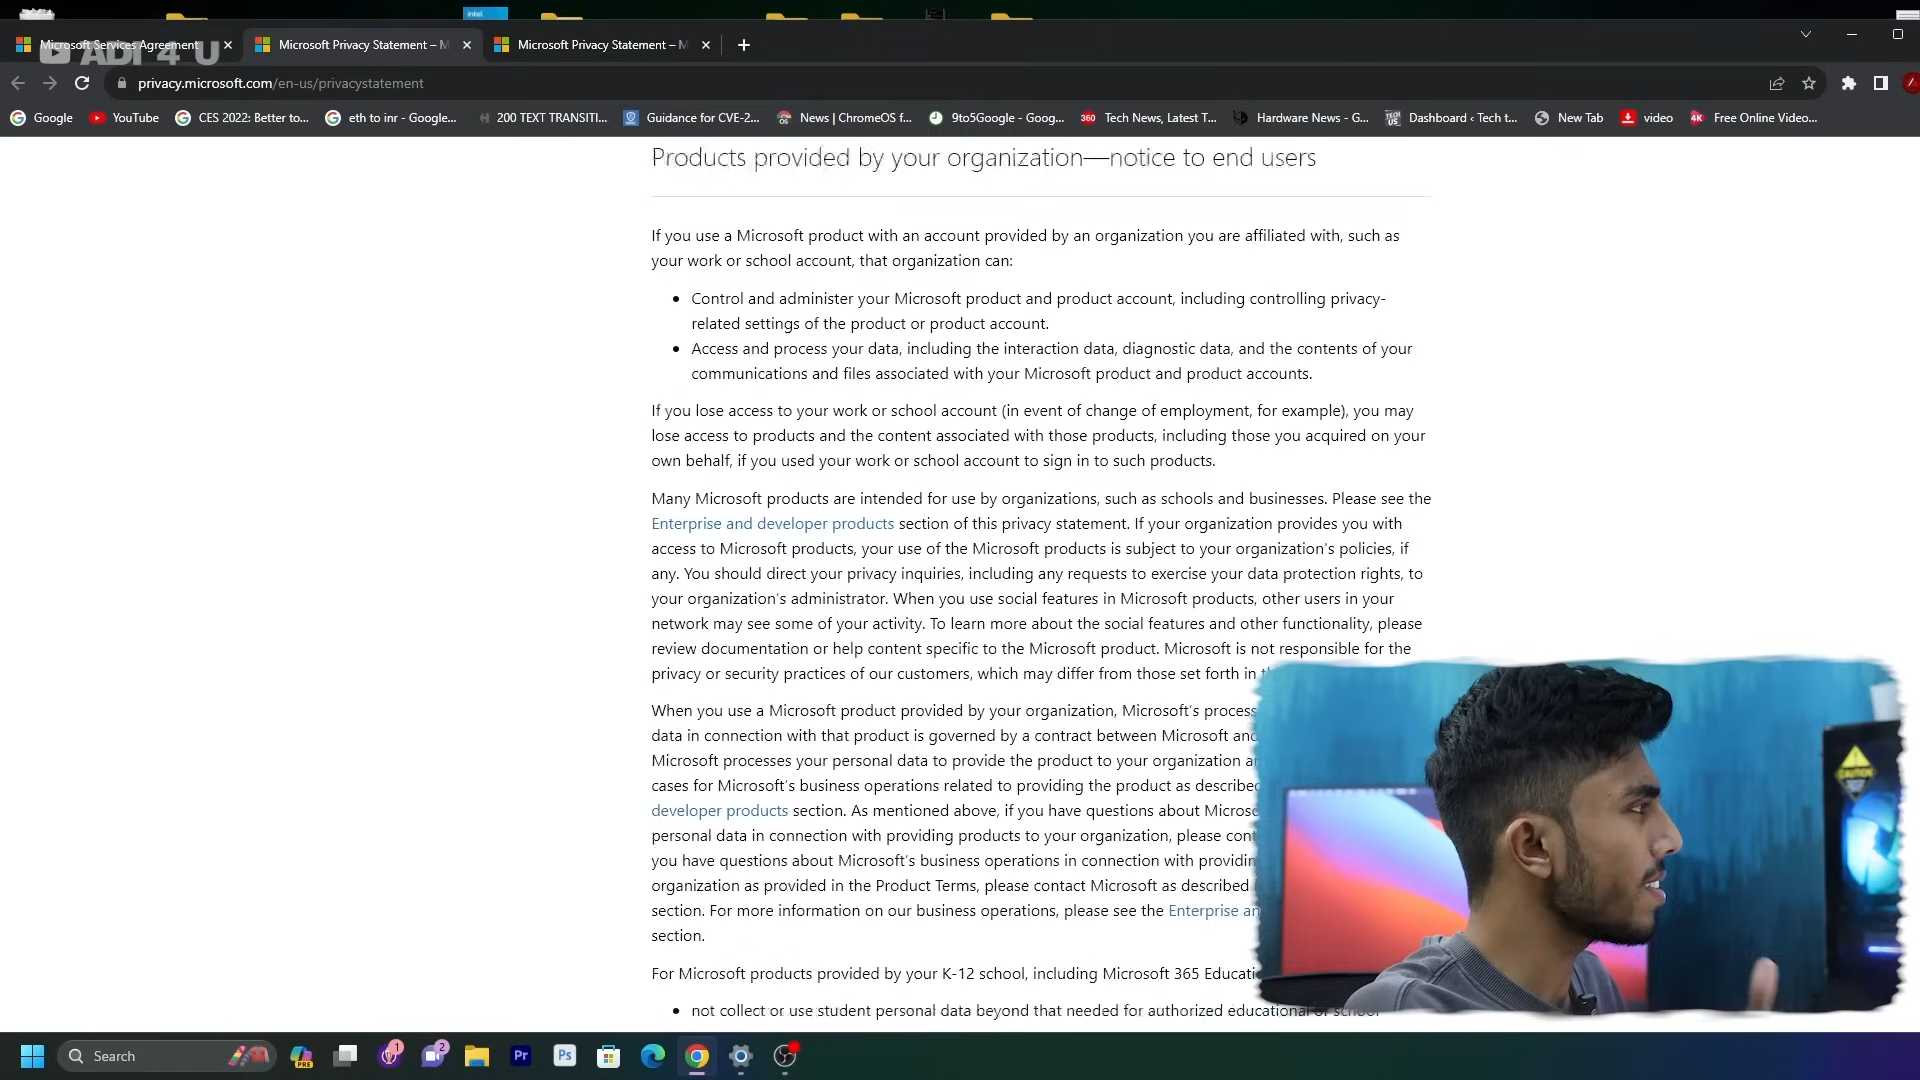 intel
Microsoft Services Agreement
Microsoft Privacy Statement – M
Microsoft Privacy Statement – M
ADI 4 U
privacy.microsoft.com/en-us/privacystatement
Google
YouTube
CES 2022: Better to...
eth to inr - Google...
200 TEXT TRANSITI...
Guidance for CVE-2...
News | ChromeOS f...
9to5Google - Goog...
360
Tech News, Latest T...
Hardware News - G...
TECH US
Dashboard ‹ Tech t...
New Tab
video
4K
Free Online Video...
Products provided by your organization—notice to end users
If you use a Microsoft product with an account provided by an organization you are affiliated with, such as
your work or school account, that organization can:
• Control and administer your Microsoft product and product account, including controlling privacy-
related settings of the product or product account.
• Access and process your data, including the interaction data, diagnostic data, and the contents of your
communications and files associated with your Microsoft product and product accounts.
If you lose access to your work or school account (in event of change of employment, for example), you may
lose access to products and the content associated with those products, including those you acquired on your
own behalf, if you used your work or school account to sign in to such products.
Many Microsoft products are intended for use by organizations, such as schools and businesses. Please see the
Enterprise and developer products section of this privacy statement. If your organization provides you with
access to Microsoft products, your use of the Microsoft products is subject to your organization's policies, if
any. You should direct your privacy inquiries, including any requests to exercise your data protection rights, to
your organization's administrator. When you use social features in Microsoft products, other users in your
network may see some of your activity. To learn more about the social features and other functionality, please
review documentation or help content specific to the Microsoft product. Microsoft is not responsible for the
privacy or security practices of our customers, which may differ from those set forth in
When you use a Microsoft product provided by your organization, Microsoft's process
data in connection with that product is governed by a contract between Microsoft and
Microsoft processes your personal data to provide the product to your organization
cases for Microsoft's business operations related to providing the product as described
developer products section. As mentioned above, if you have questions about Microso
personal data in connection with providing products to your organization, please cont
you have questions about Microsoft's business operations in connection with providin
organization as provided in the Product Terms, please contact Microsoft as described
section. For more information on our business operations, please see the Enterprise an
section.
For Microsoft products provided by your K-12 school, including Microsoft 365 Educati
• not collect or use student personal data beyond that needed for authorized educational or school
CAUTION
Search
PRE
1
2
Pr
Ps